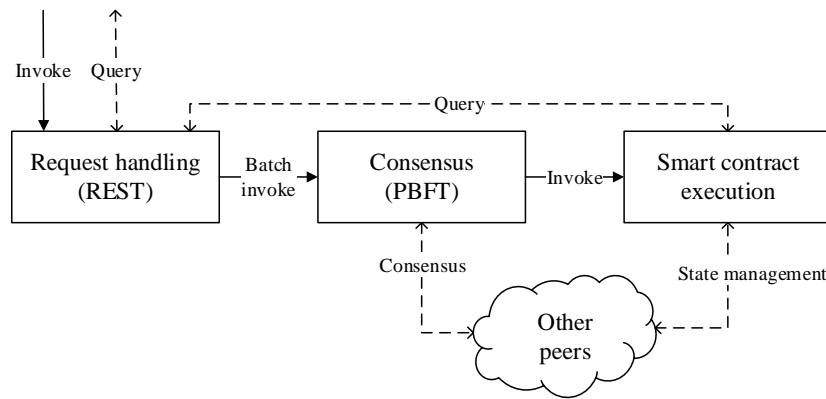 Invoke
Query
Query
Request handling
(REST)
Batch
invoke
Consensus
(PBFT)
Invoke
Smart contract
execution
Consensus
State management
Other
peers